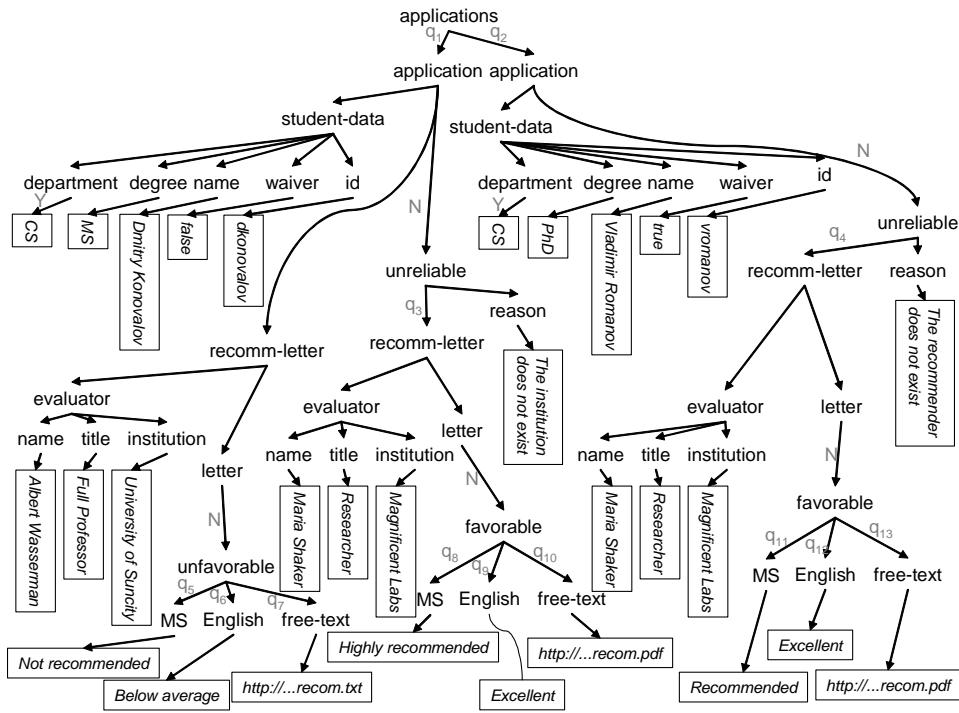 applications
q1 q2
application application
student-data
student-data
N
N
department degree name waiver id
department degree name waiver id
Y
Y
CS
MS
Dmitry Konovalov
false
dkonovalov
CS
PhD
Vladimir Romanov
true
vromanov
unreliable
q4
unreliable
recomm-letter reason
q3
reason
The recommender
does not exist
recomm-letter
recomm-letter
The institution
does not exist
evaluator
evaluator
letter
evaluator
letter
name title institution
name title institution
name title institution
letter
Albert Wasserman
Full Professor
University of Suncity
N
Maria Shaker
Researcher
Magnificent Labs
N
Maria Shaker
Researcher
Magnificent Labs
N
unfavorable
favorable
favorable
q5 q6 q7
q8 q9 q10
q11 q12 q13
MS English free-text
MS English free-text
MS English free-text
Not recommended
Below average
http://...recom.txt
Highly recommended
Excellent
http://...recom.pdf
Recommended
Excellent
http://...recom.pdf